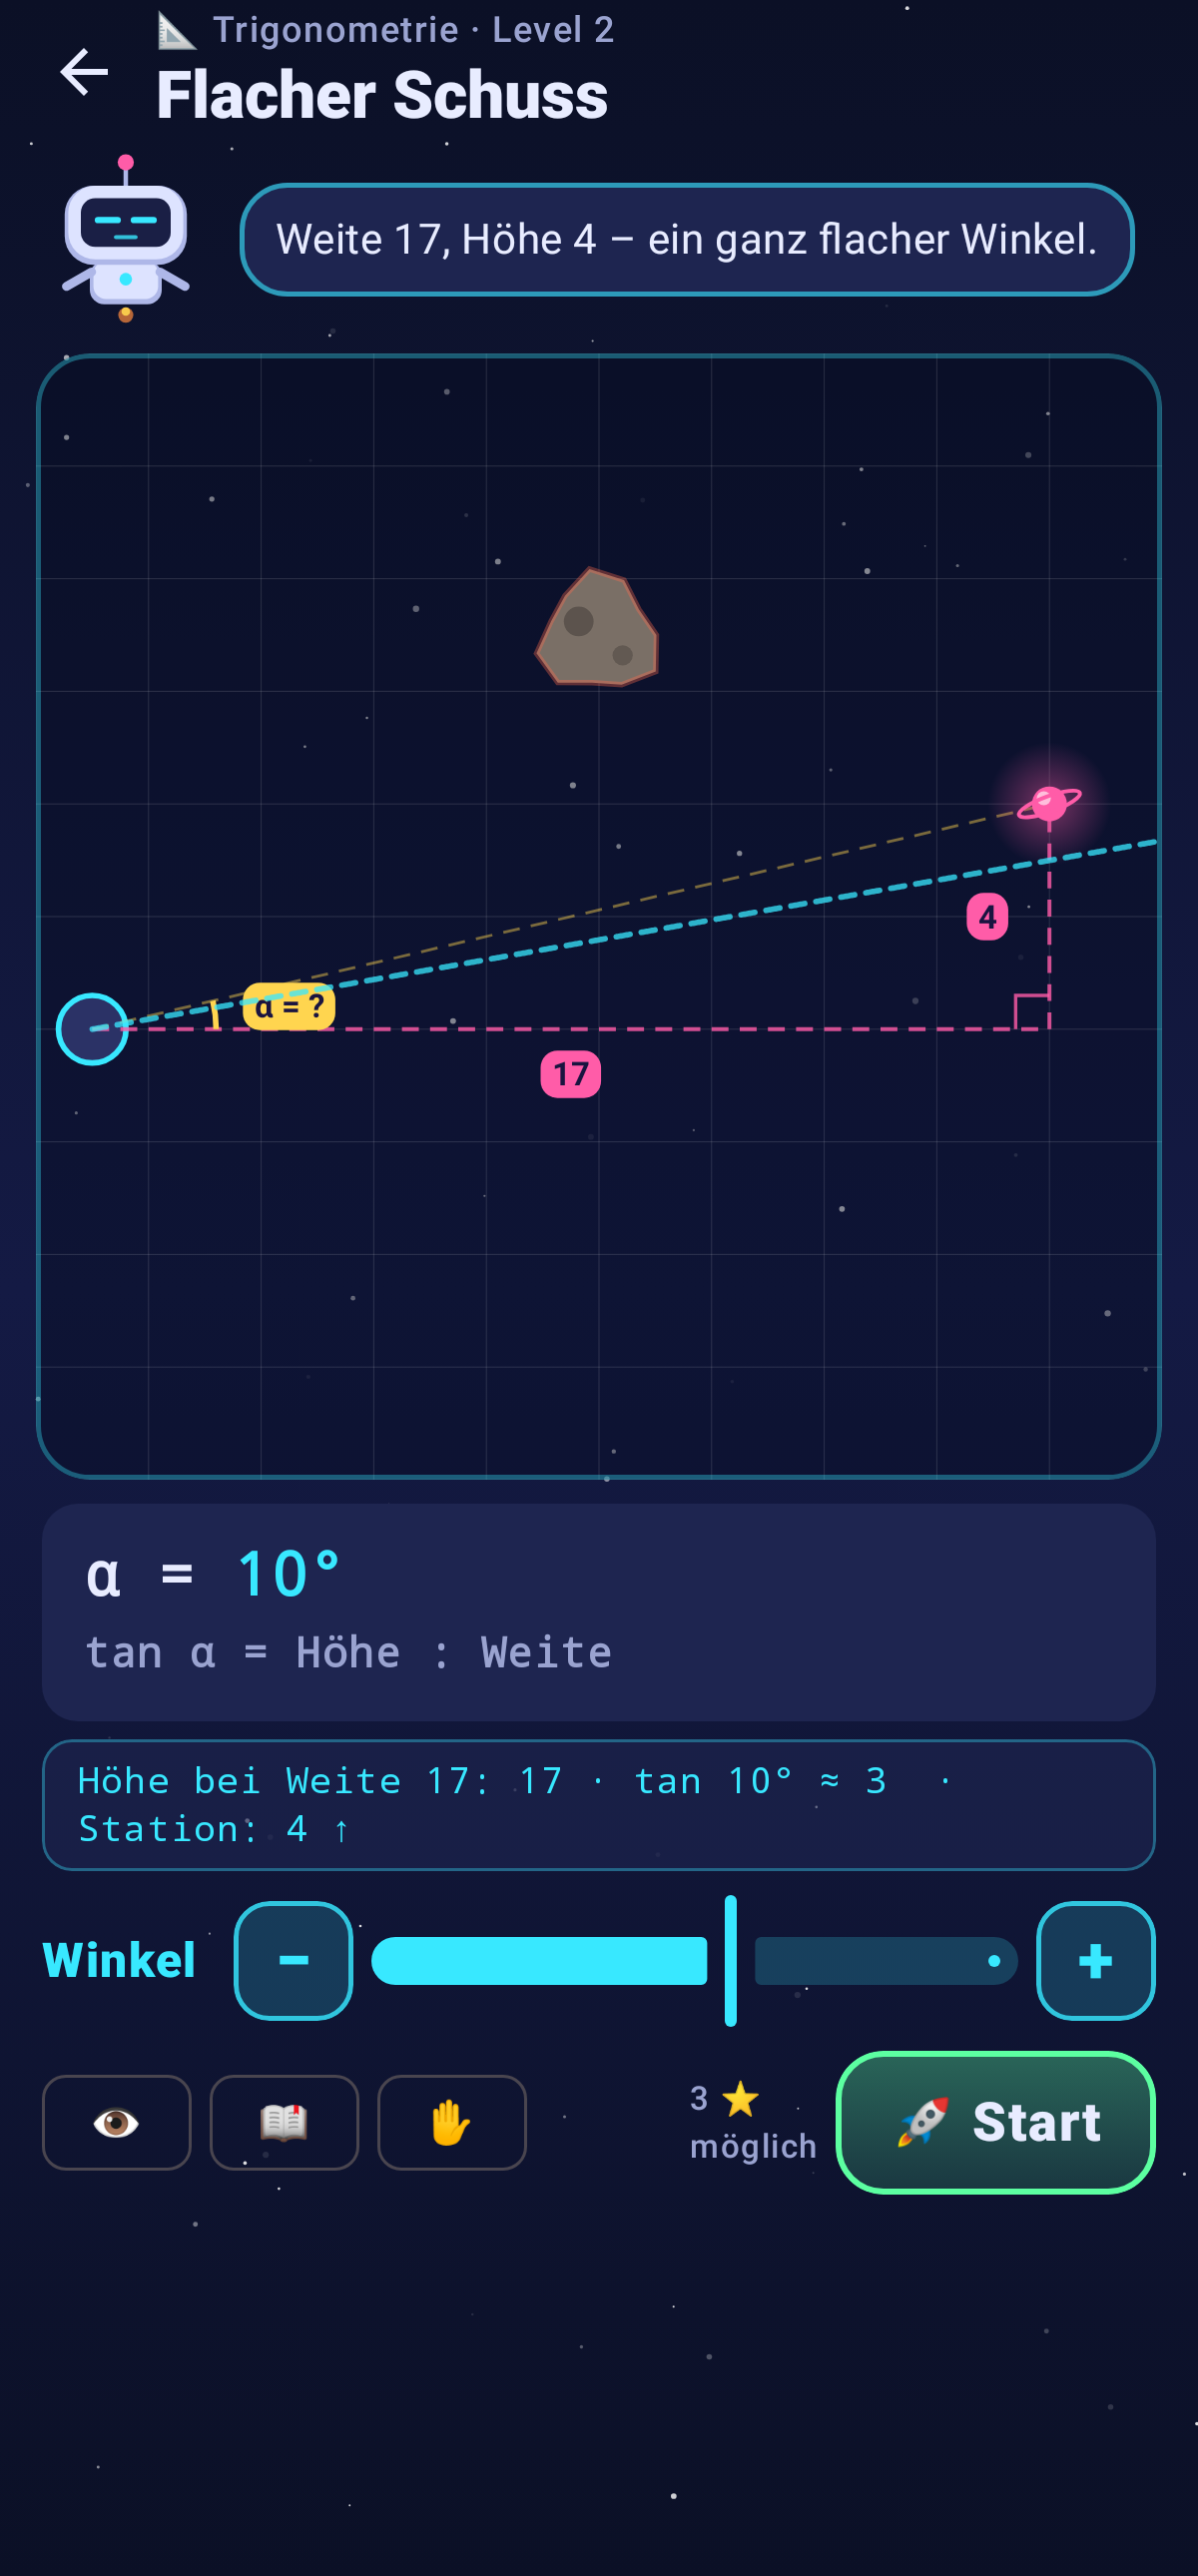 📐 Trigonometrie · Level 2
Flacher Schuss
Weite 17, Höhe 4 – ein ganz flacher Winkel.
4
α = ?
17
α = 10°
tan α = Höhe : Weite
Höhe bei Weite 17: 17 · tan 10° ≈ 3 ·
Station: 4 ↑
Winkel − +
3 ⭐
möglich
🚀 Start